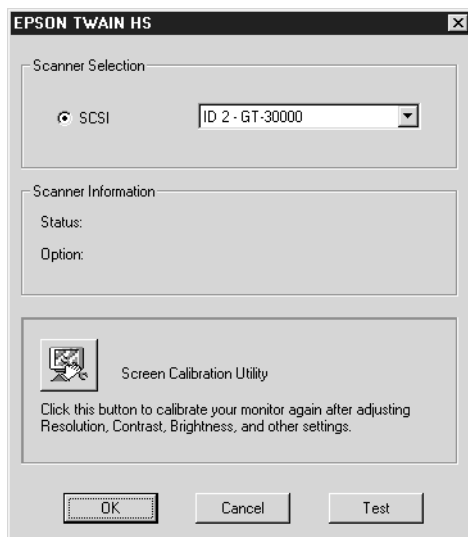 EPSON TWAIN HS
Scanner Selection
SCSI
ID 2 - GT-30000
Scanner Information
Status:
Option:
Screen Calibration Utility
Click this button to calibrate your monitor again after adjusting
Resolution, Contrast, Brightness, and other settings.
OK Cancel Test